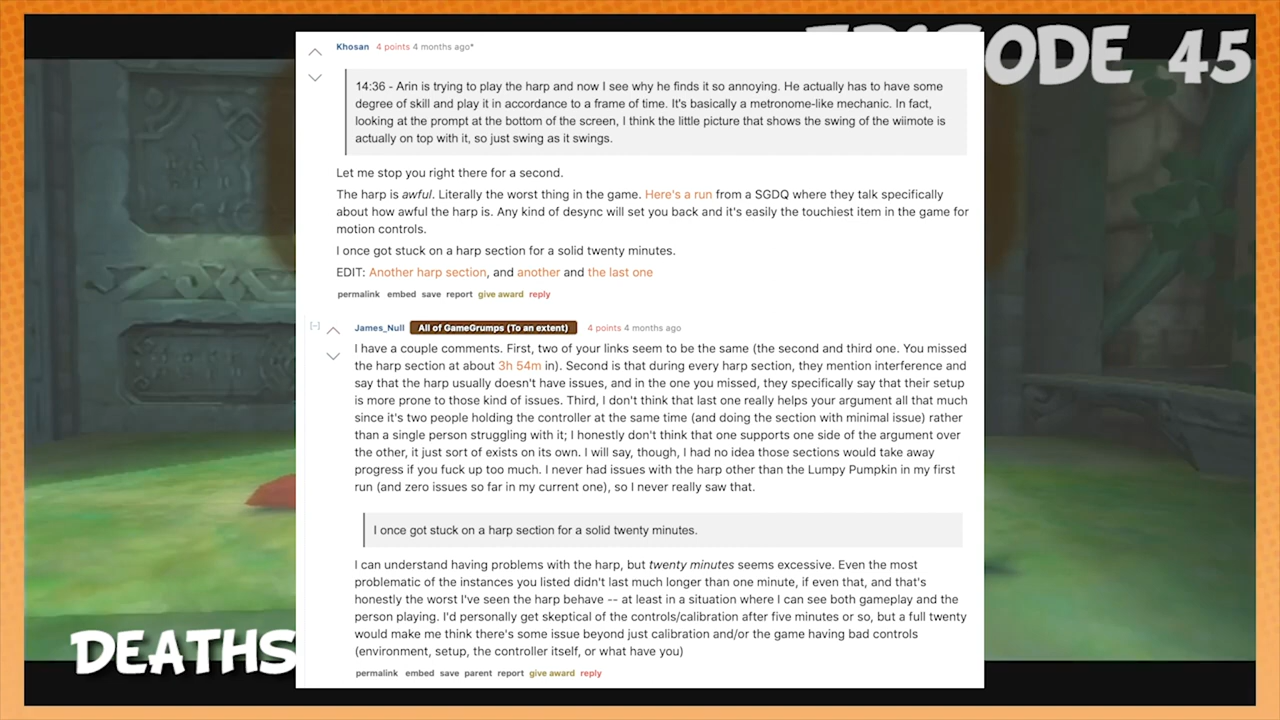 EPISODE 45
Khosan 4 points 4 months ago*
14:36 - Arin is trying to play the harp and now I see why he finds it so annoying. He actually has to have some
degree of skill and play it in accordance to a frame of time. It's basically a metronome-like mechanic. In fact,
looking at the prompt at the bottom of the screen, I think the little picture that shows the swing of the wiimote is
actually on top with it, so just swing as it swings.
Let me stop you right there for a second.
The harp is awful. Literally the worst thing in the game. Here's a run from a SGDQ where they talk specifically
about how awful the harp is. Any kind of desync will set you back and it's easily the touchiest item in the game for
motion controls.
I once got stuck on a harp section for a solid twenty minutes.
EDIT: Another harp section, and another and the last one
permalink embed save report give award reply
[-] James_Null All of GameGrumps (To an extent) 4 points 4 months ago
I have a couple comments. First, two of your links seem to be the same (the second and third one. You missed
the harp section at about 3h 54m in). Second is that during every harp section, they mention interference and
say that the harp usually doesn't have issues, and in the one you missed, they specifically say that their setup
is more prone to those kind of issues. Third, I don't think that last one really helps your argument all that much
since it's two people holding the controller at the same time (and doing the section with minimal issue) rather
than a single person struggling with it; I honestly don't think that one supports one side of the argument over
the other, it just sort of exists on its own. I will say, though, I had no idea those sections would take away
progress if you fuck up too much. I never had issues with the harp other than the Lumpy Pumpkin in my first
run (and zero issues so far in my current one), so I never really saw that.
I once got stuck on a harp section for a solid twenty minutes.
I can understand having problems with the harp, but twenty minutes seems excessive. Even the most
problematic of the instances you listed didn't last much longer than one minute, if even that, and that's
honestly the worst I've seen the harp behave -- at least in a situation where I can see both gameplay and the
person playing. I'd personally get skeptical of the controls/calibration after five minutes or so, but a full twenty
would make me think there's some issue beyond just calibration and/or the game having bad controls
(environment, setup, the controller itself, or what have you)
permalink embed save parent report give award reply
DEATHS